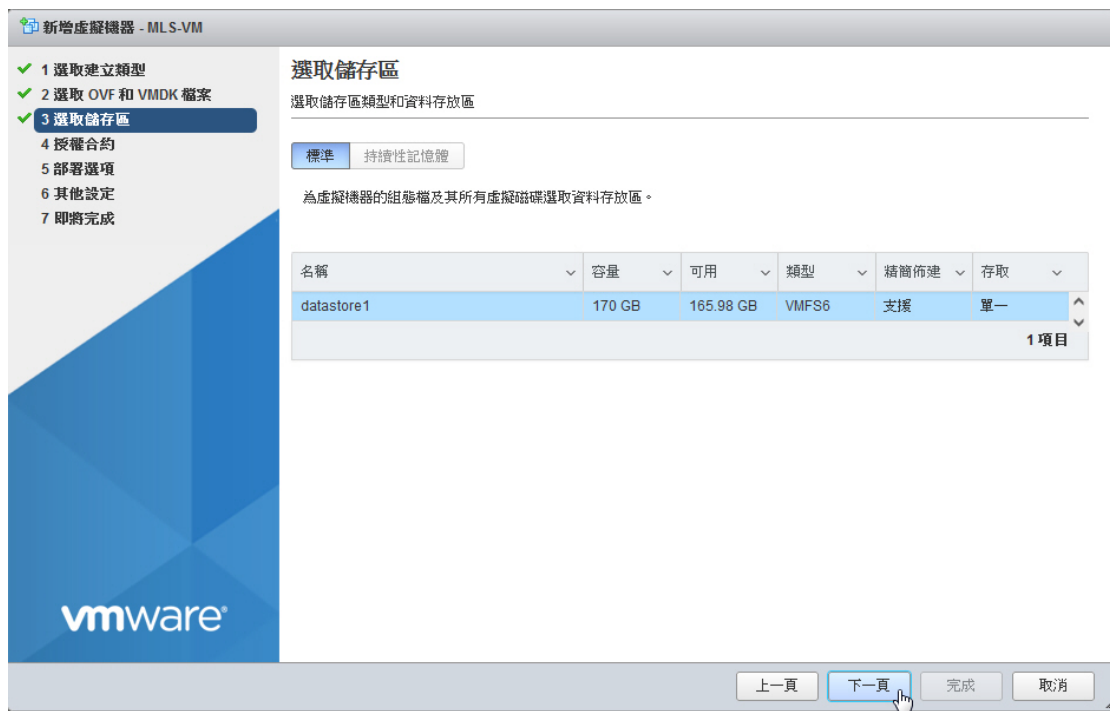 新增虛擬機器 - MLS-VM
1 選取建立類型
2 選取 OVF 和 VMDK 檔案
3 選取儲存區
4 授權合約
5 部署選項
6 其他設定
7 即將完成
選取儲存區
選取儲存區類型和資料存放區
標準 持續性記憶體
為虛擬機器的組態檔及其所有虛擬磁碟選取資料存放區。
名稱 容量 可用 類型 精簡佈建 存取
datastore1 170 GB 165.98 GB VMFS6 支援 單一
1 項目
vmware®
上一頁 下一頁 完成 取消